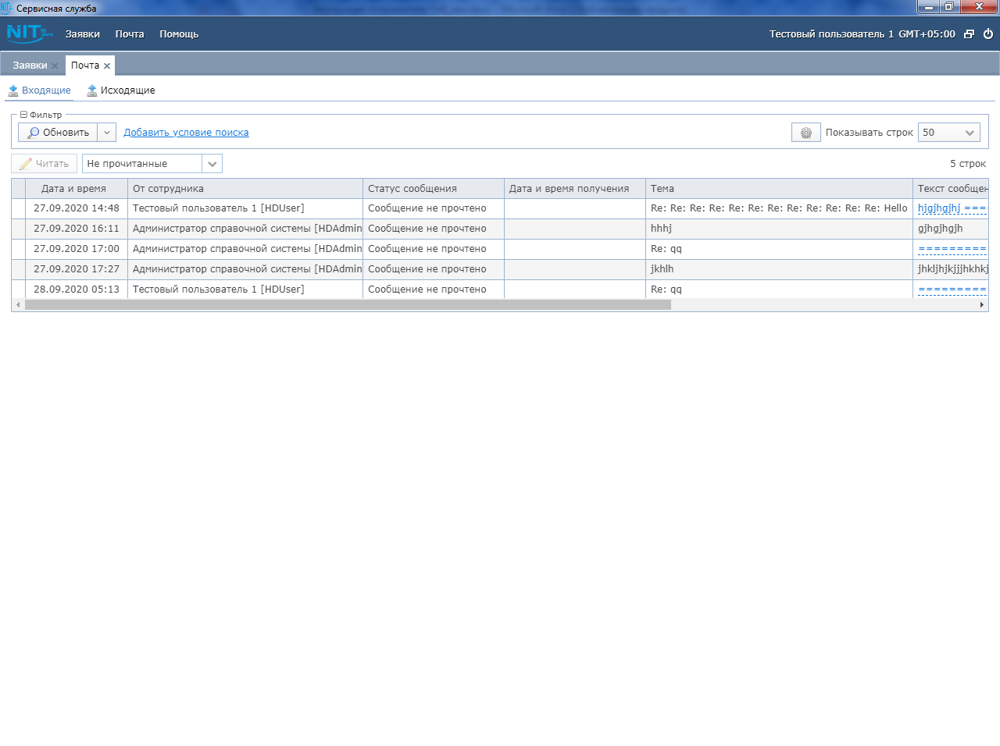 Сервисная служба
NIT Заявки Почта Помощь Тестовый пользователь 1 GMT+05:00
Заявки Почта
Входящие Исходящие
Фильтр
Обновить Добавить условие поиска Показывать строк 50
Читать Не прочитанные 5 строк
Дата и время От сотрудника Статус сообщения Дата и время получения Тема Текст сообщен
27.09.2020 14:48 Тестовый пользователь 1 [HDUser] Сообщение не прочтено Re: Re: Re: Re: Re: Re: Re: Re: Re: Re: Re: Re: Hello hjgjhgjhj ====
27.09.2020 16:11 Администратор справочной системы [HDAdmin Сообщение не прочтено hhhj gjhgjhgjh
27.09.2020 17:00 Администратор справочной системы [HDAdmin Сообщение не прочтено Re: qq =========
27.09.2020 17:27 Администратор справочной системы [HDAdmin Сообщение не прочтено jkhlh jhkljhjkjjjhkhkj
28.09.2020 05:13 Тестовый пользователь 1 [HDUser] Сообщение не прочтено Re: qq =========